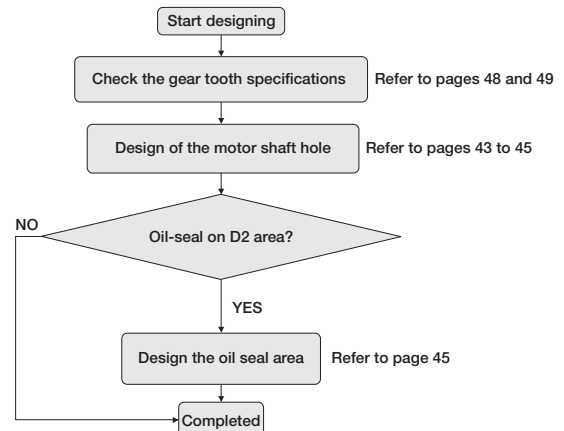 Start designing
Check the gear tooth specifications Refer to pages 48 and 49
Design of the motor shaft hole Refer to pages 43 to 45
NO
Oil-seal on D2 area?
YES
Design the oil seal area Refer to page 45
Completed